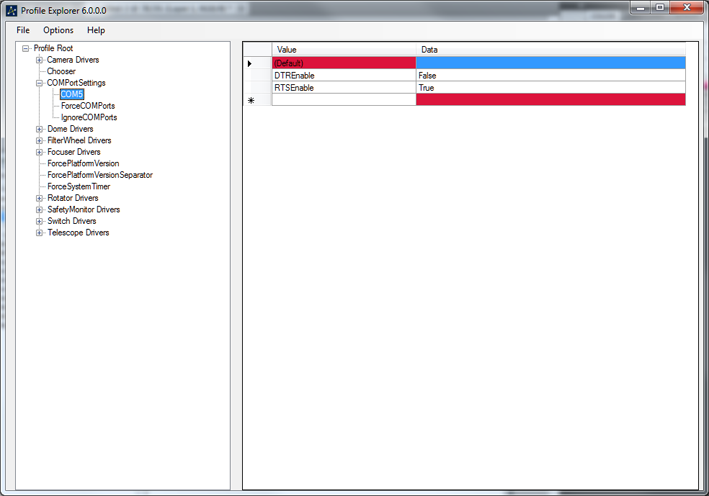 Profile Explorer 6.0.0.0
File Options Help
Profile Root
Camera Drivers
Chooser
COMPortSettings
COM5
ForceCOMPorts
IgnoreCOMPorts
Dome Drivers
FilterWheel Drivers
Focuser Drivers
ForcePlatformVersion
ForcePlatformVersionSeparator
ForceSystemTimer
Rotator Drivers
SafetyMonitor Drivers
Switch Drivers
Telescope Drivers
Value Data
(Default)
DTREnable False
RTSEnable True